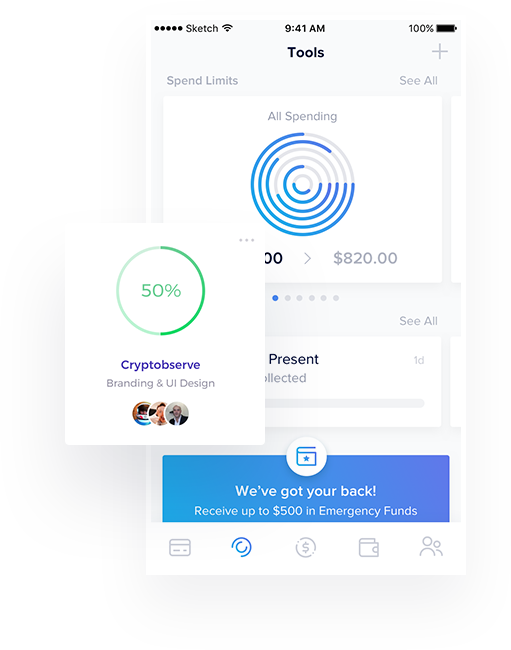 Sketch
9:41 AM
100%
Tools
Spend Limits
See All
All Spending
00
$820.00
See All
Present
1d
ollected
50%
Cryptobserve
Branding & UI Design
We've got your back!
Receive up to $500 in Emergency Funds